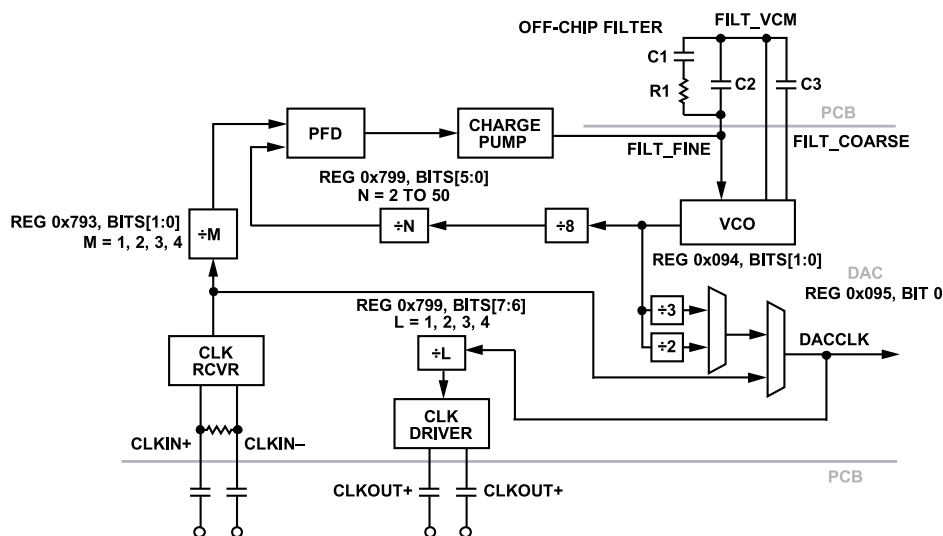 OFF-CHIP FILTER
FILT_VCM
C1
R1
C2
C3
PCB
PFD
CHARGE
PUMP
FILT_FINE
FILT_COARSE
REG 0x799, BITS[5:0]
N = 2 TO 50
REG 0x793, BITS[1:0]
M = 1, 2, 3, 4
÷M
÷N
÷8
VCO
REG 0x094, BITS[1:0]
DAC
REG 0x095, BIT 0
REG 0x799, BITS[7:6]
L = 1, 2, 3, 4
÷3
÷2
DACCLK
÷L
CLK
RCVR
CLK
DRIVER
CLKIN+
CLKIN–
PCB
CLKOUT+
CLKOUT+